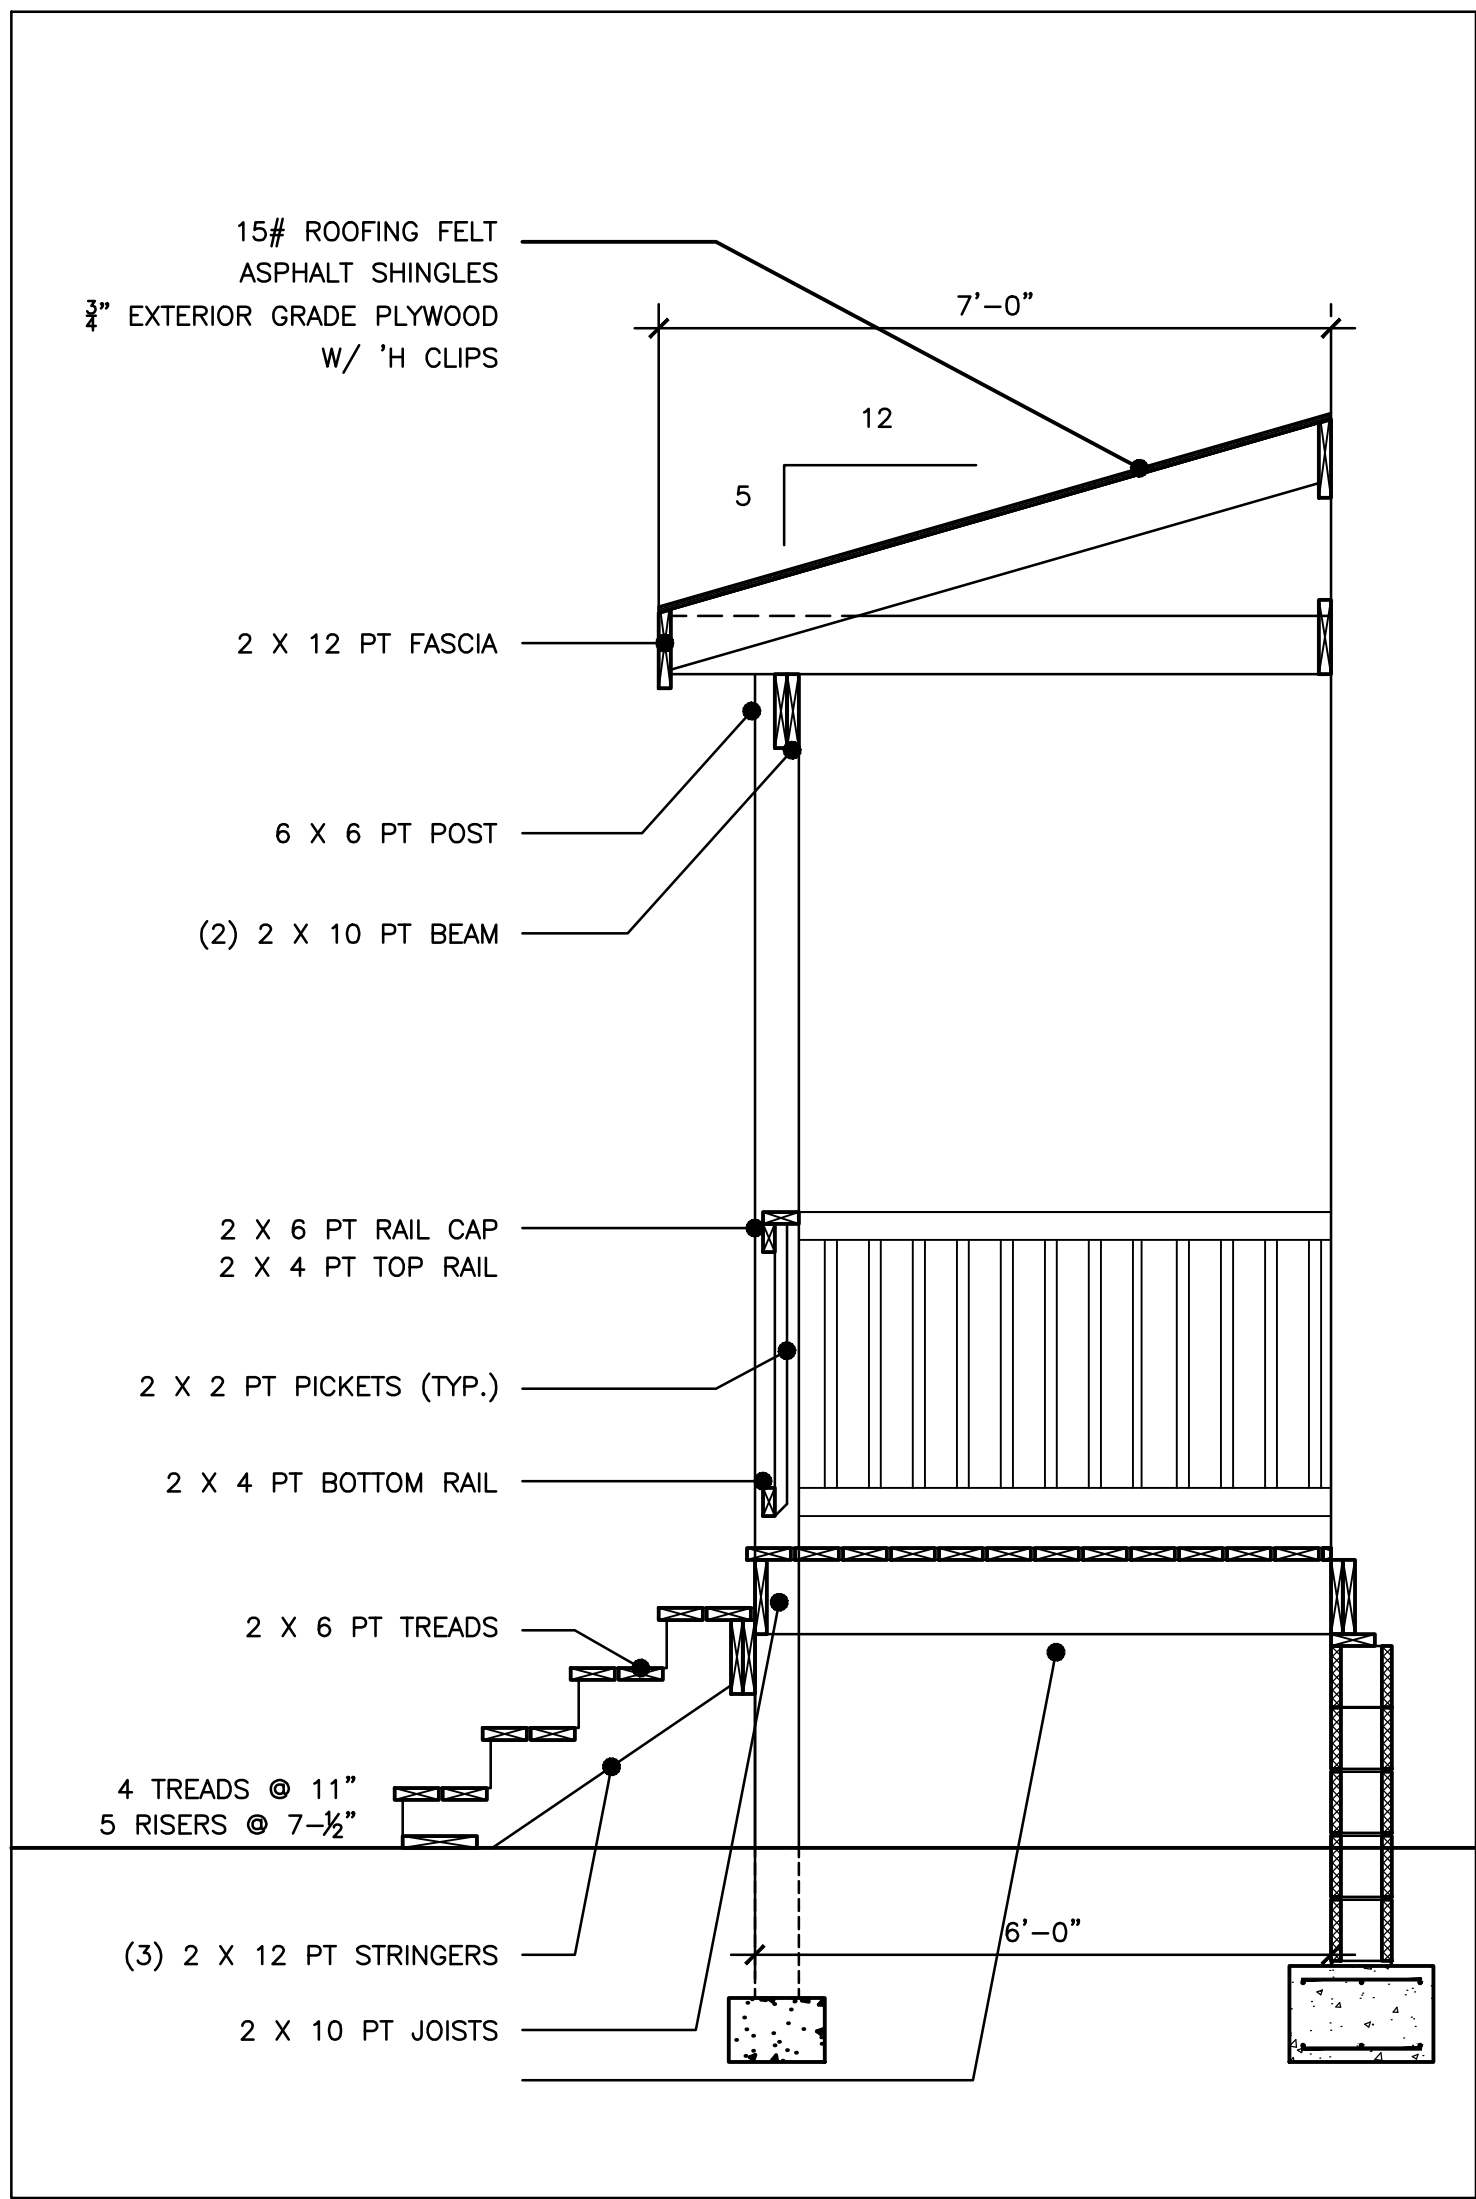 15# ROOFING FELT
ASPHALT SHINGLES
¾” EXTERIOR GRADE PLYWOOD
W/ ’H CLIPS
7’–0”
12
5
2 X 12 PT FASCIA
6 X 6 PT POST
(2) 2 X 10 PT BEAM
2 X 6 PT RAIL CAP
2 X 4 PT TOP RAIL
2 X 2 PT PICKETS (TYP.)
2 X 4 PT BOTTOM RAIL
2 X 6 PT TREADS
4 TREADS @ 11”
5 RISERS @ 7–½”
(3) 2 X 12 PT STRINGERS
6’–0”
2 X 10 PT JOISTS